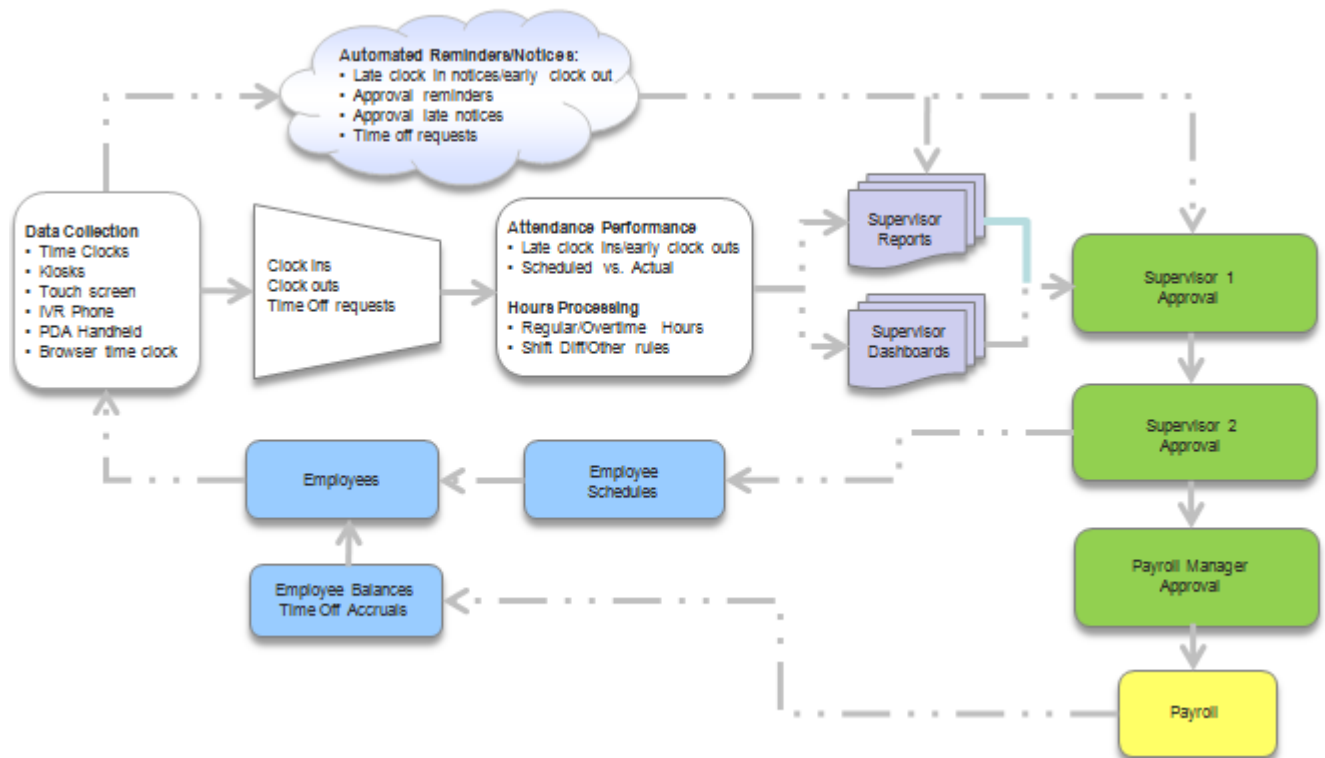 Automated Reminders/Notices:
▪ Late clock in notices/early clock out
▪ Approval reminders
▪ Approval late notices
▪ Time off requests
Data Collection
▪ Time Clocks
▪ Kiosks
▪ Touch screen
▪ IVR Phone
▪ PDA Handheld
▪ Browser time clock
Clock Ins
Clock outs
Time Off requests
Attendance Performance
▪ Late clock ins/early clock outs
▪ Scheduled vs. Actual
Hours Processing
▪ Regular/Overtime Hours
▪ Shift Diff/Other rules
Supervisor
Reports
Supervisor
Dashboards
Supervisor 1
Approval
Supervisor 2
Approval
Employees
Employee
Schedules
Payroll Manager
Approval
Employee Balances
Time Off Accruals
Payroll